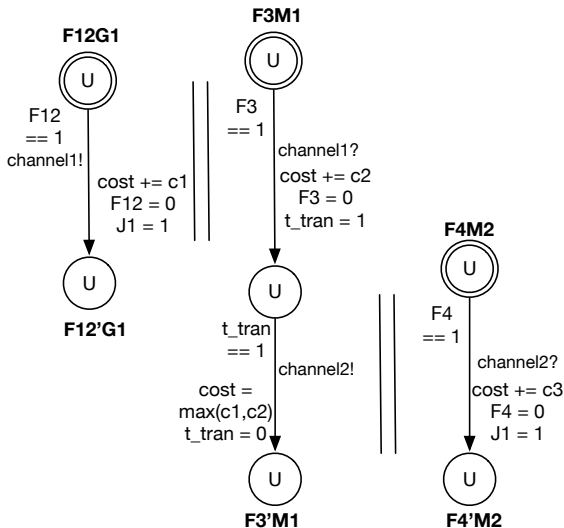 F12G1
U
F12
== 1
channel1!
cost += c1
F12 = 0
J1 = 1
U
F12'G1
F3M1
U
F3
== 1
channel1?
cost += c2
F3 = 0
t_tran = 1
U
t_tran
== 1
channel2!
cost =
max(c1,c2)
t_tran = 0
U
F3'M1
F4M2
U
F4
== 1
channel2?
cost += c3
F4 = 0
J1 = 1
U
F4'M2